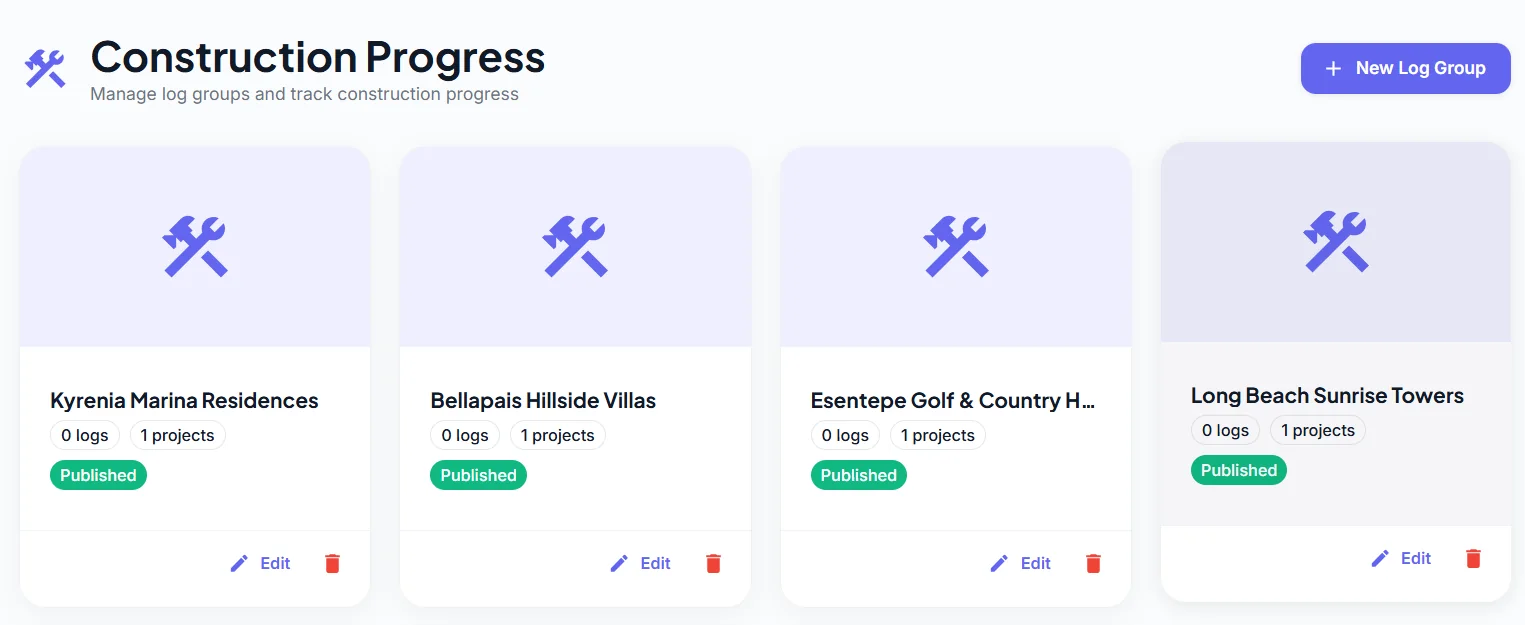 Construction Progress
Manage log groups and track construction progress
+ New Log Group
Kyrenia Marina Residences
0 logs 1 projects
Published
Edit
Bellapais Hillside Villas
0 logs 1 projects
Published
Edit
Esentepe Golf & Country H...
0 logs 1 projects
Published
Edit
Long Beach Sunrise Towers
0 logs 1 projects
Published
Edit